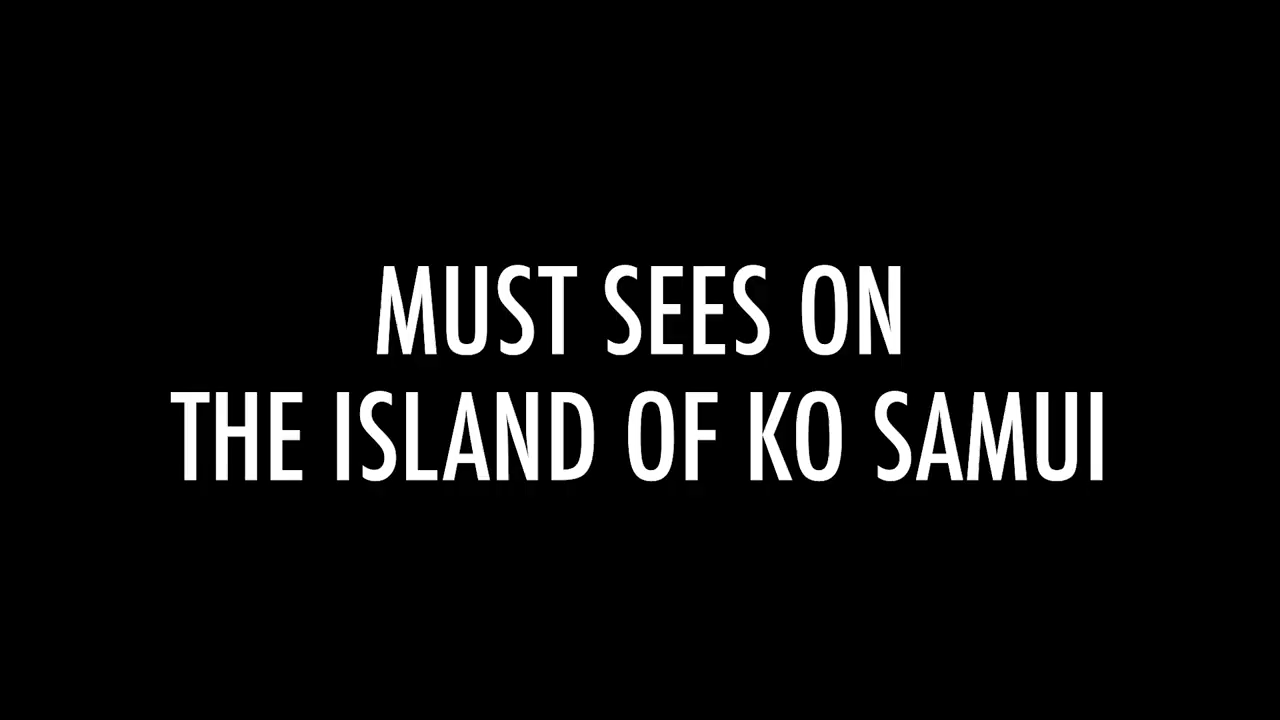 MUST SEES ON
THE ISLAND OF KO SAMUI